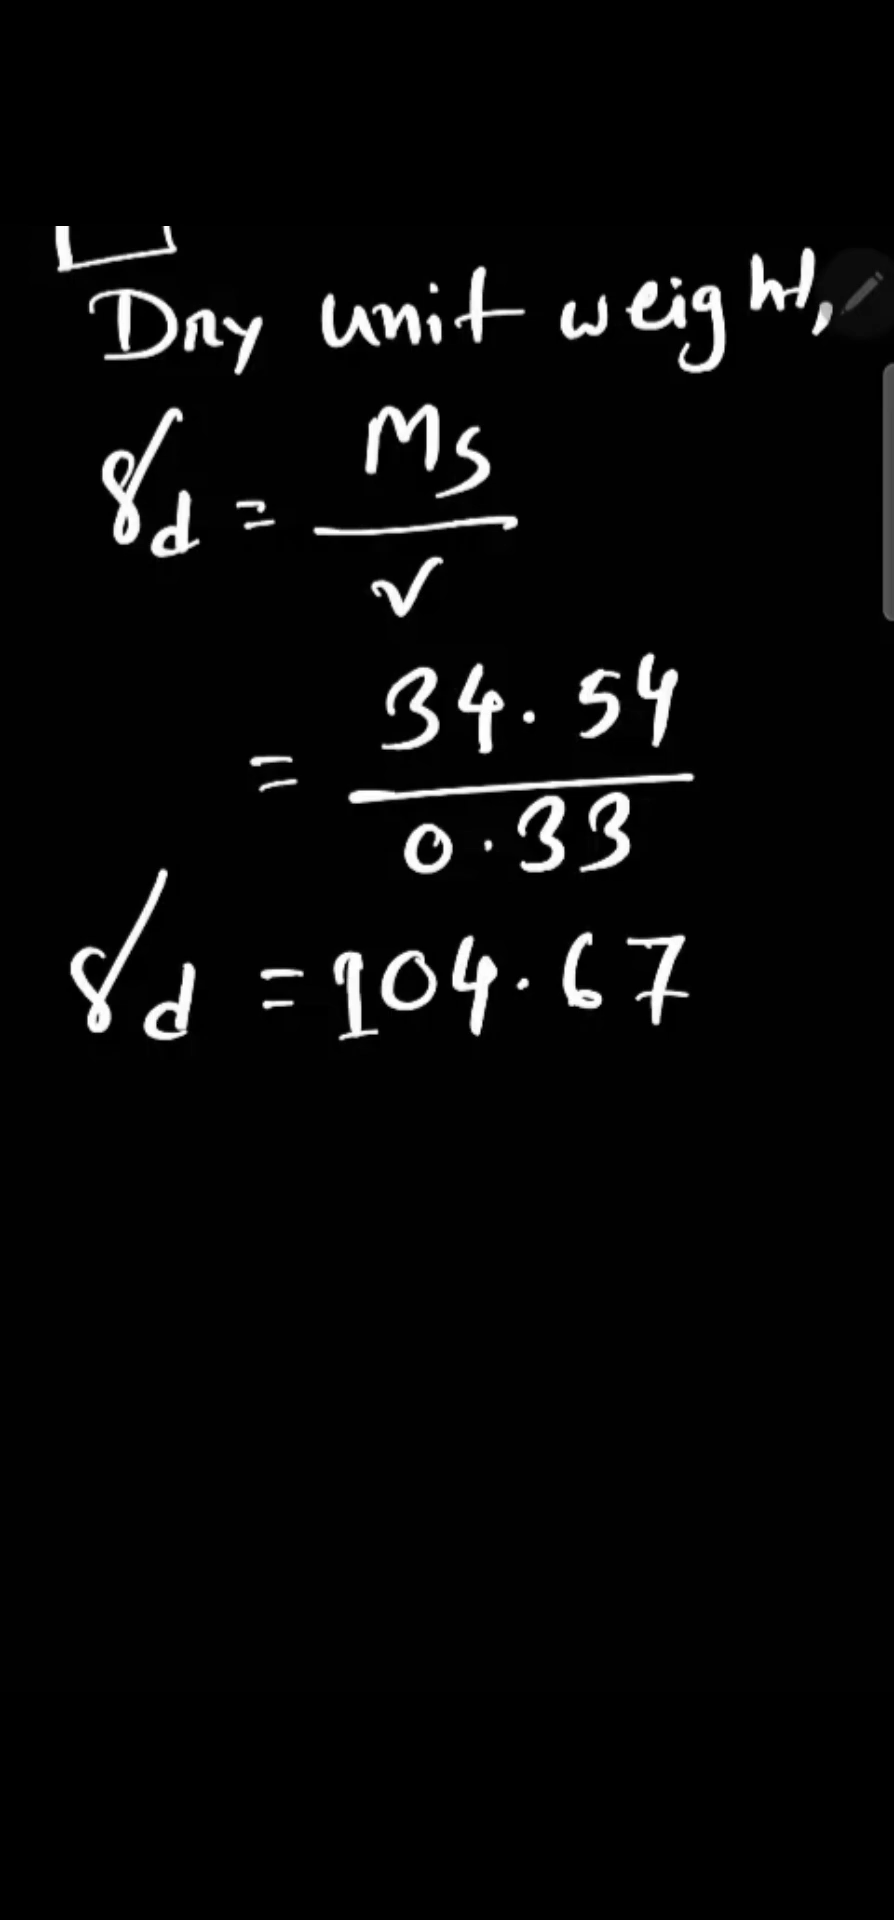 Dry unit weight,
γd = Ms
V
= 34.54
0.33
γd = 104.67